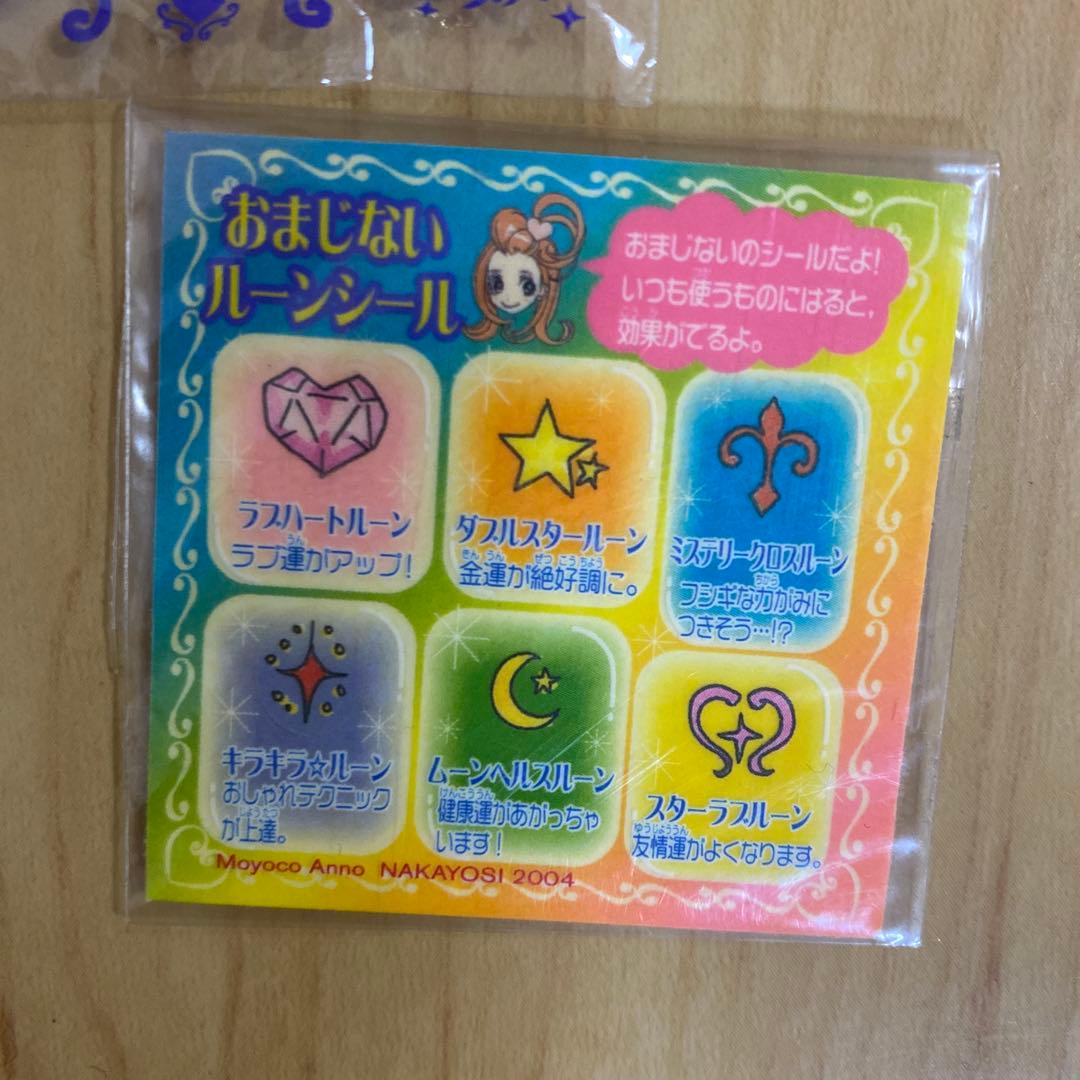 おまじない
ルーンシール
おまじないのシールだよ!
いつも使うものにはると,
効果がてるよ。
ラブハートルーン
ラブ運がアップ!
ダブルスタールーン
金運が絶好調に。
ミステリークロスルーン
フシギな力がみに
つきそう…!?
キラキラ☆ルーン
おしゃれテクニック
が上達。
ムーンヘルスルーン
健康運があがっちゃ
います!
スターラブルーン
友情運がよくなります。
Moyoco Anno NAKAYOSI 2004